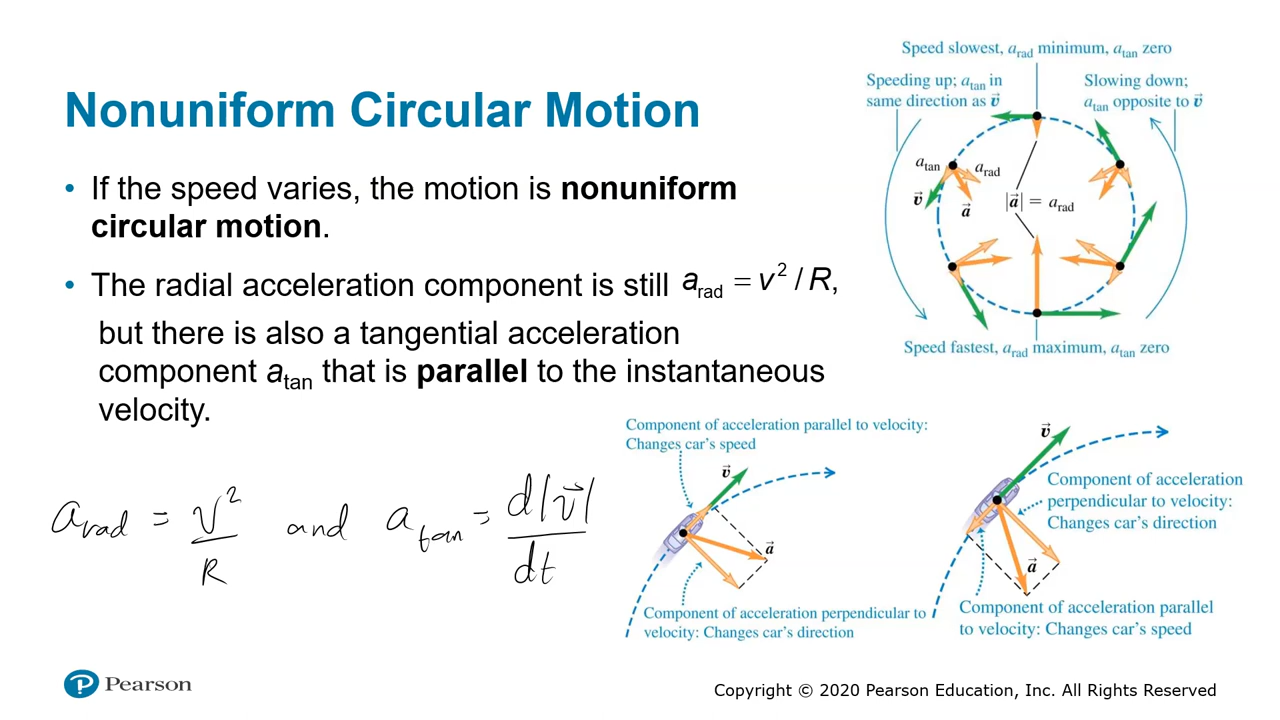 Nonuniform Circular Motion
• If the speed varies, the motion is nonuniform
circular motion.
• The radial acceleration component is still a_rad = v² / R,
but there is also a tangential acceleration
component a_tan that is parallel to the instantaneous
velocity.
a_rad = v²/R and a_tan = d|v⃗|/dt
Speed slowest, a_rad minimum, a_tan zero
Speeding up; a_tan in
same direction as v⃗
Slowing down;
a_tan opposite to v⃗
a_tan
a_rad
v⃗
a⃗
|a⃗| = a_rad
Speed fastest, a_rad maximum, a_tan zero
Component of acceleration parallel to velocity:
Changes car's speed
v⃗
a⃗
Component of acceleration perpendicular to
velocity: Changes car's direction
v⃗
Component of acceleration
perpendicular to velocity:
Changes car's direction
a⃗
Component of acceleration parallel
to velocity: Changes car's speed
P Pearson
Copyright © 2020 Pearson Education, Inc. All Rights Reserved